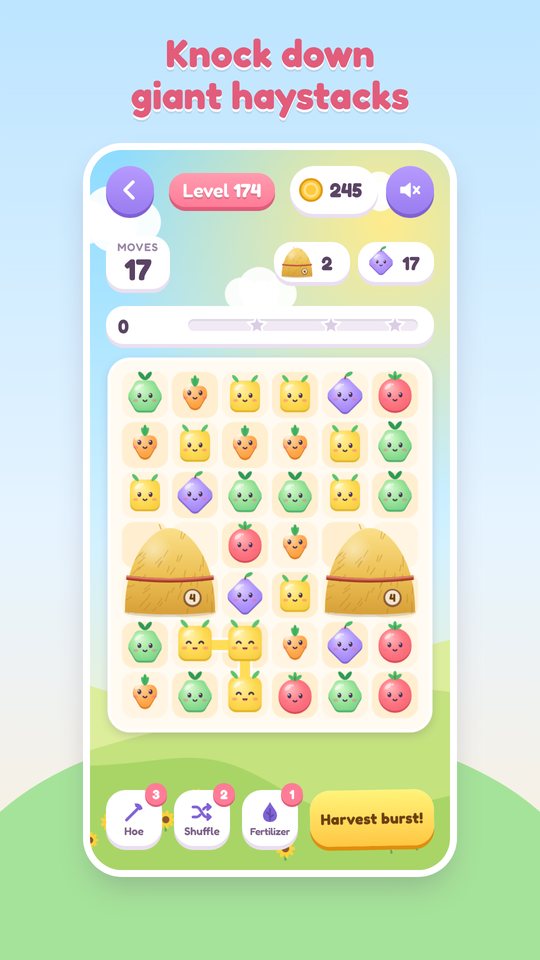 Knock down
giant haystacks
Level 174
245
MOVES
17
2
17
0
4
4
3
2
1
Hoe
Shuffle
Fertilizer
Harvest burst!